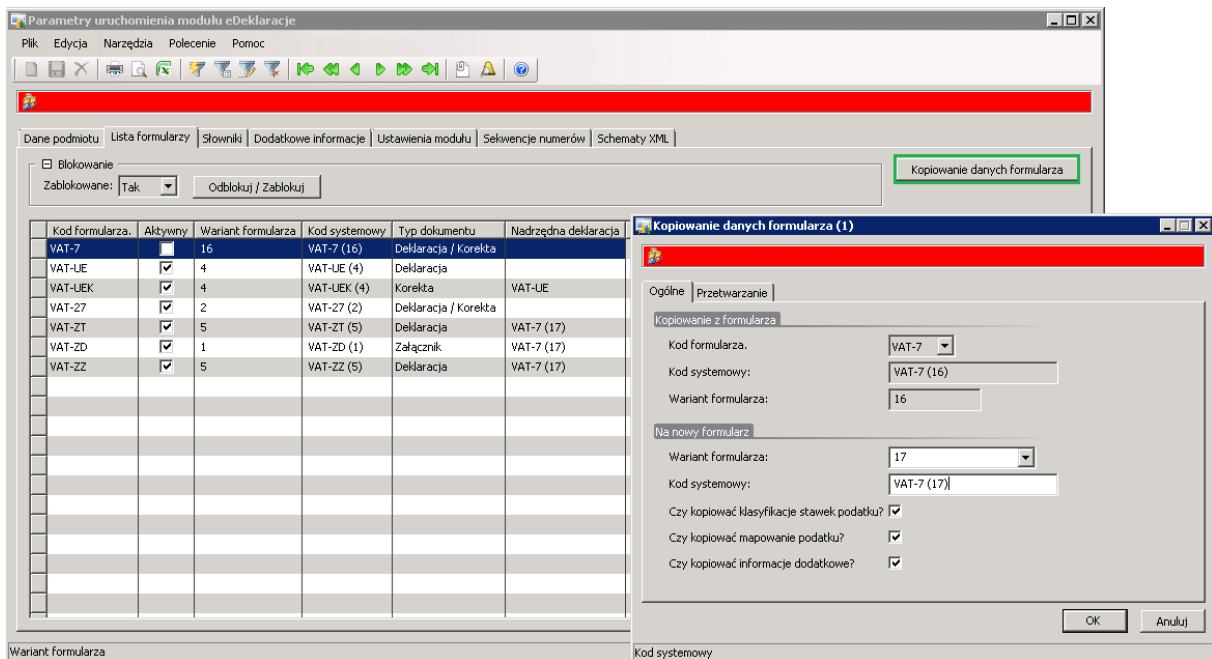 Parametry uruchomienia modułu eDeklaracje
Plik Edycja Narzędzia Polecenie Pomoc
Dane podmiotu Lista formularzy Słowniki Dodatkowe informacje Ustawienia modułu Sekwencje numerów Schematy XML
Blokowanie
Zablokowane: Tak Odblokuj / Zablokuj
Kopiowanie danych formularza
Kod formularza. Aktywny Wariant formularza Kod systemowy Typ dokumentu Nadrzędna deklaracja
VAT-7 16 VAT-7 (16) Deklaracja / Korekta
VAT-UE 4 VAT-UE (4) Deklaracja
VAT-UEK 4 VAT-UEK (4) Korekta VAT-UE
VAT-27 2 VAT-27 (2) Deklaracja / Korekta
VAT-ZT 5 VAT-ZT (5) Deklaracja VAT-7 (17)
VAT-ZD 1 VAT-ZD (1) Załącznik VAT-7 (17)
VAT-ZZ 5 VAT-ZZ (5) Deklaracja VAT-7 (17)
Wariant formularza
Kopiowanie danych formularza (1)
Ogólne Przetwarzanie
Kopiowanie z formularza
Kod formularza. VAT-7
Kod systemowy: VAT-7 (16)
Wariant formularza: 16
Na nowy formularz
Wariant formularza: 17
Kod systemowy: VAT-7 (17)
Czy kopiować klasyfikacje stawek podatku?
Czy kopiować mapowanie podatku?
Czy kopiować informacje dodatkowe?
OK Anuluj
Kod systemowy